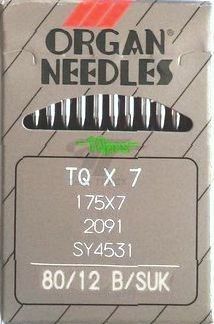 ORGAN®
NEEDLES
TQ X 7
175X7
2091
SY4531
80/12 B/SUK